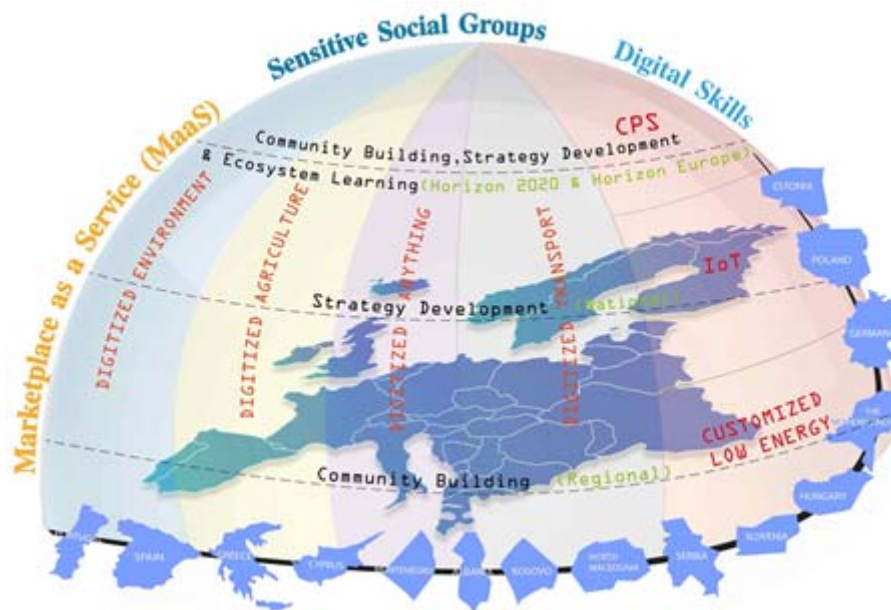 Sensitive Social Groups
Digital Skills
Marketplace as a Service (MaaS)
CPS
Community Building,Strategy Development
& Ecosystem Learning(Horizon 2020 & Horizon Europe)
DIGITIZED ENVIRONMENT
DIGITIZED AGRICULTURE
DIGITIZED ANYTHING
DIGITIZED TRANSPORT
IoT
Strategy Development (National)
CUSTOMIZED
LOW ENERGY
Community Building (Regional)
ESTONIA
POLAND
GERMANY
HUNGARY
SLOVENIA
SERBIA
NORTH
MACEDONIA
KOSOVO
ALBANIA
MONTENEGRO
CYPRUS
GREECE
SPAIN